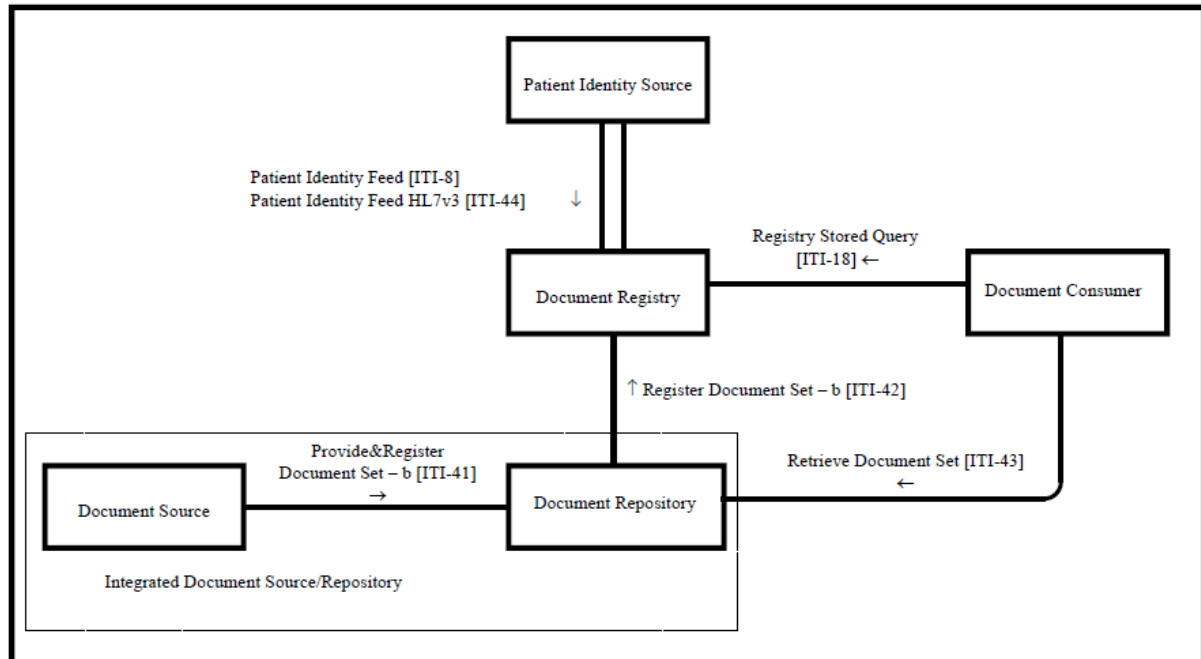 Patient Identity Source
Patient Identity Feed [ITI-8]
Patient Identity Feed HL7v3 [ITI-44] ↓
Registry Stored Query
[ITI-18] ←
Document Registry
Document Consumer
↑ Register Document Set – b [ITI-42]
Provide&Register
Document Set – b [ITI-41]
→
Retrieve Document Set [ITI-43]
←
Document Source
Document Repository
Integrated Document Source/Repository